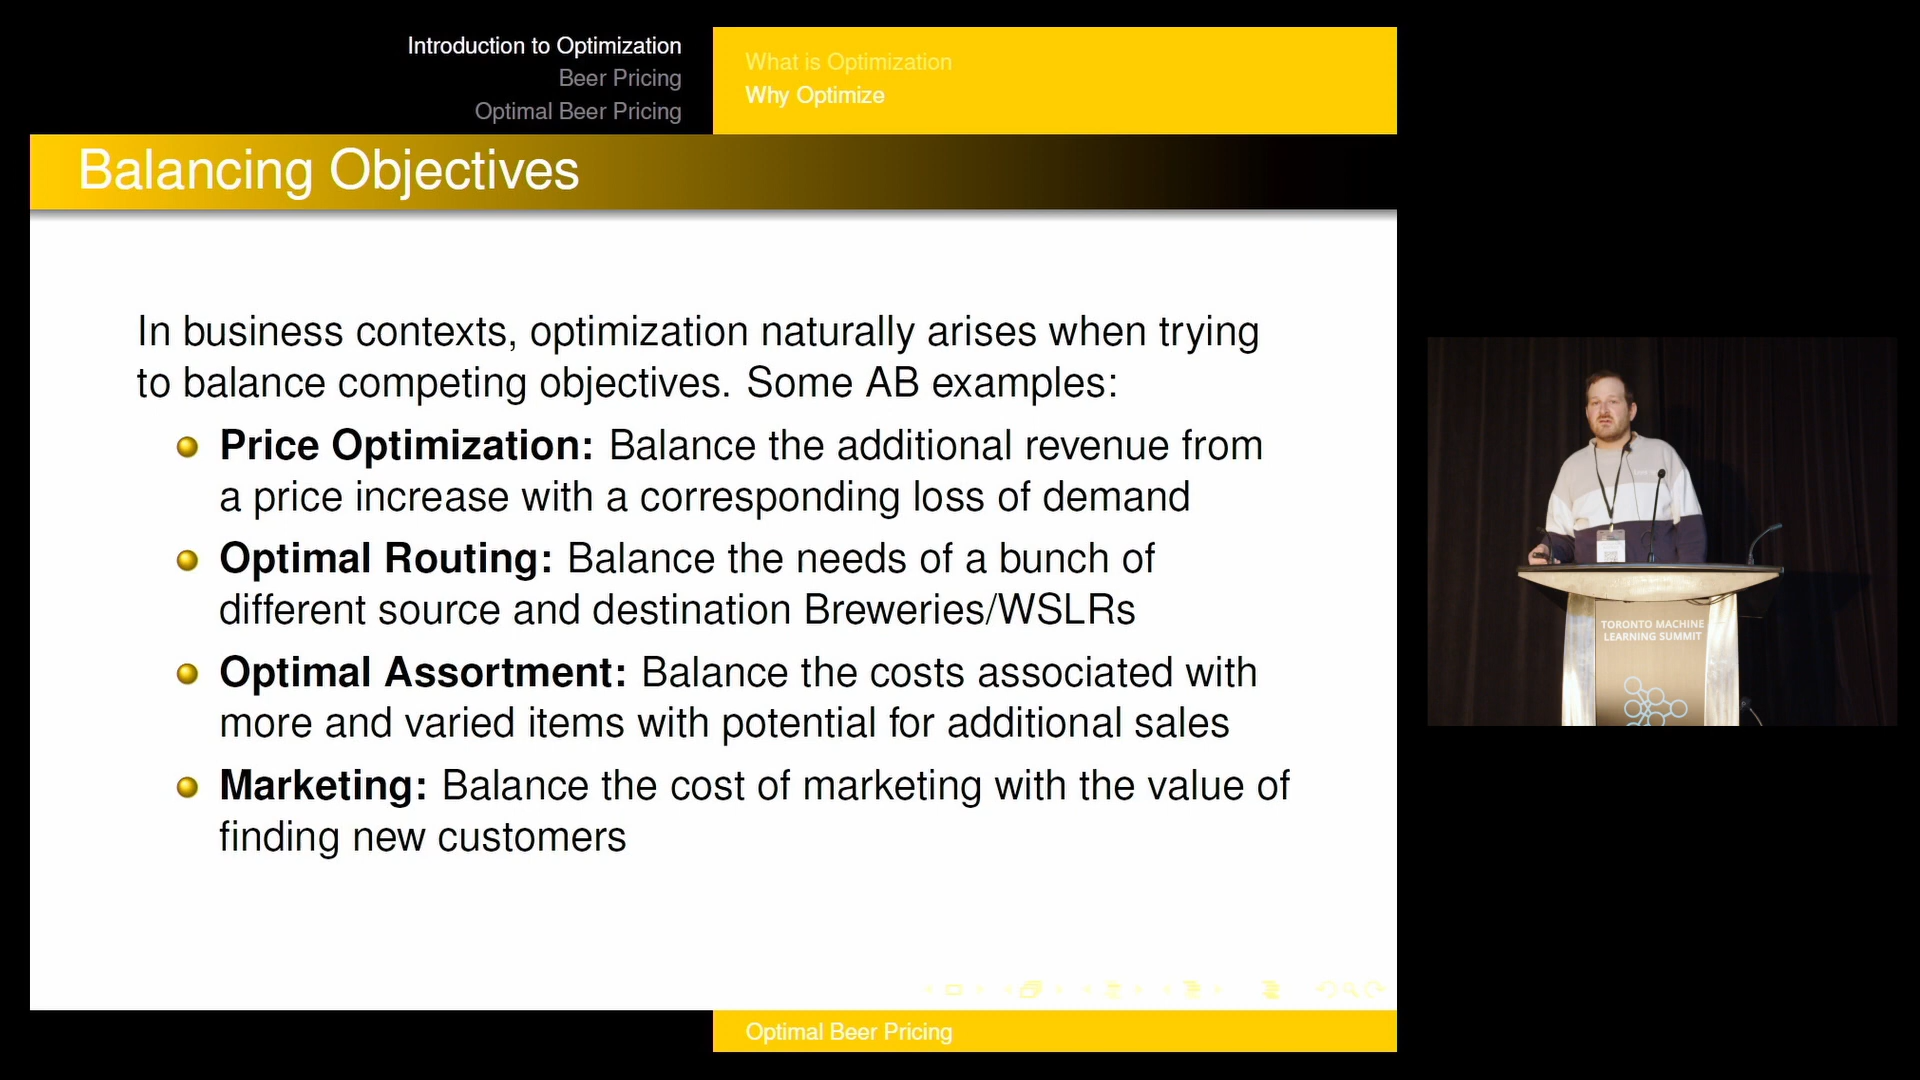 Introduction to Optimization
Beer Pricing
Optimal Beer Pricing
What is Optimization
Why Optimize
Balancing Objectives
In business contexts, optimization naturally arises when trying
to balance competing objectives. Some AB examples:
Price Optimization: Balance the additional revenue from
a price increase with a corresponding loss of demand
Optimal Routing: Balance the needs of a bunch of
different source and destination Breweries/WSLRs
Optimal Assortment: Balance the costs associated with
more and varied items with potential for additional sales
Marketing: Balance the cost of marketing with the value of
finding new customers
Optimal Beer Pricing
TORONTO MACHINE
LEARNING SUMMIT